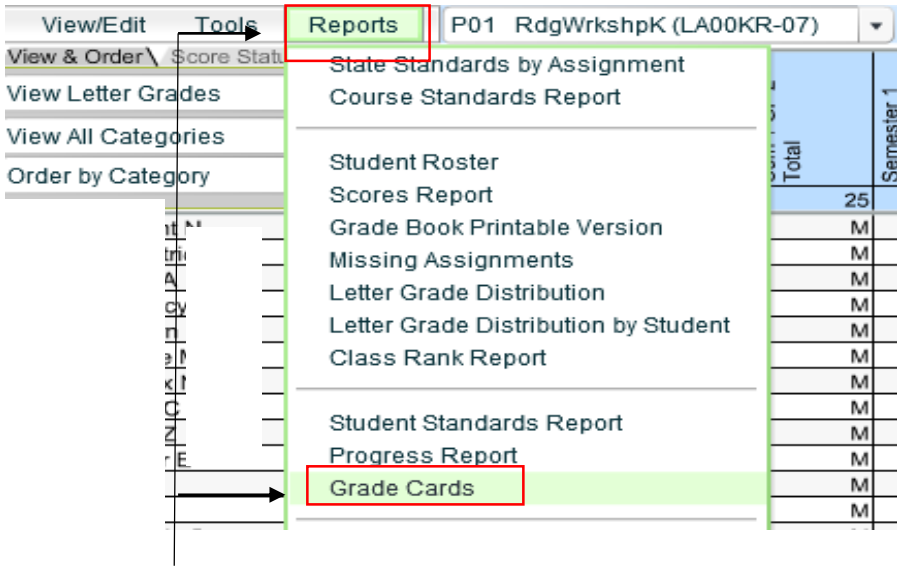 View/Edit Tools Reports P01 RdgWrkshpK (LA00KR-07)
View & Order Score Statu
View Letter Grades
View All Categories
Order by Category
State Standards by Assignment
Course Standards Report
Student Roster
Scores Report
Grade Book Printable Version
Missing Assignments
Letter Grade Distribution
Letter Grade Distribution by Student
Class Rank Report
Student Standards Report
Progress Report
Grade Cards
Total
Semester 1
25
M
M
M
M
M
M
M
M
M
M
M
M